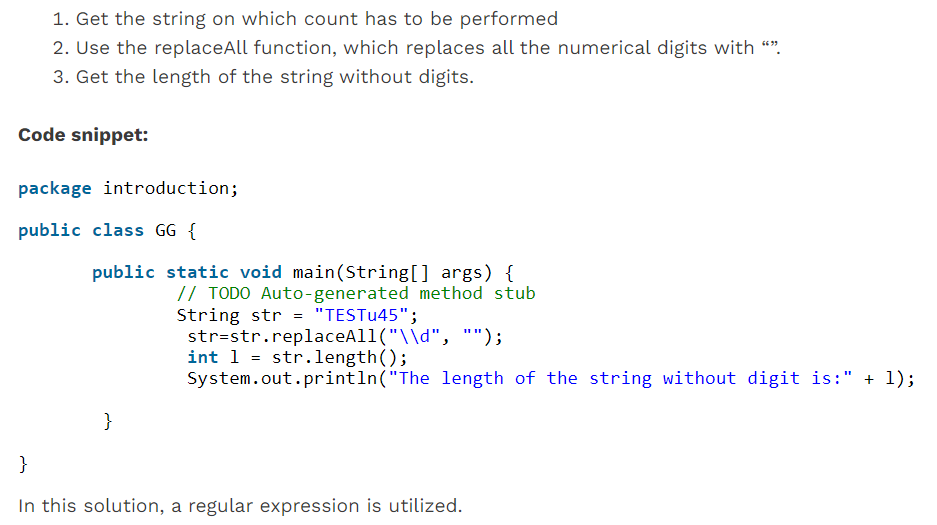 1. Get the string on which count has to be performed
2. Use the replaceAll function, which replaces all the numerical digits with “”.
3. Get the length of the string without digits.
Code snippet:
package introduction;
public class GG {
public static void main(String[] args) {
// TODO Auto-generated method stub
String str = "TESTu45";
str=str.replaceAll("\\d", "");
int l = str.length();
System.out.println("The length of the string without digit is:" + l);
}
}
In this solution, a regular expression is utilized.